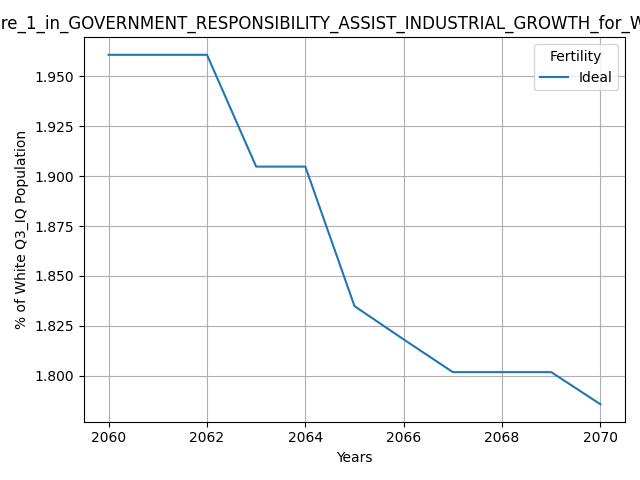 re_1_in_GOVERNMENT_RESPONSIBILITY_ASSIST_INDUSTRIAL_GROWTH_for_W
Fertility
Ideal
1.950
1.925
1.900
1.875
1.850
1.825
1.800
% of White Q3_IQ Population
2060 2062 2064 2066 2068 2070
Years